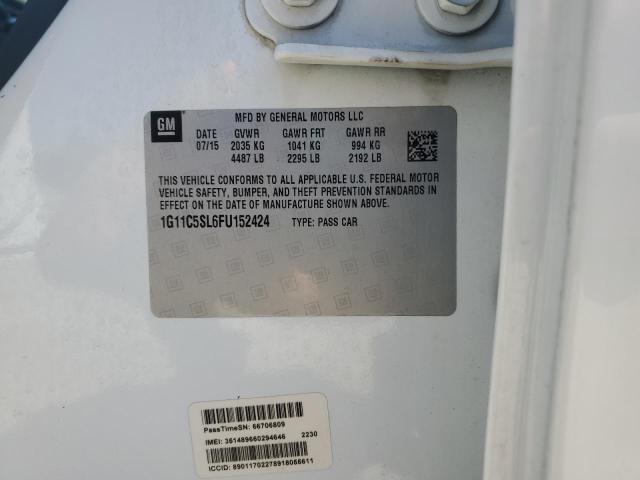 GM
MFD BY GENERAL MOTORS LLC
DATE GVWR GAWR FRT GAWR RR
07/15 2035 KG 1041 KG 994 KG
4487 LB 2295 LB 2192 LB
THIS VEHICLE CONFORMS TO ALL APPLICABLE U.S. FEDERAL MOTOR
VEHICLE SAFETY, BUMPER, AND THEFT PREVENTION STANDARDS IN
EFFECT ON THE DATE OF MANUFACTURE SHOWN ABOVE.
1G11C5SL6FU152424 TYPE: PASS CAR
PassTimeSN: 66706809
IMEI: 351489660294646 2230
ICCID: 89011702278918055611